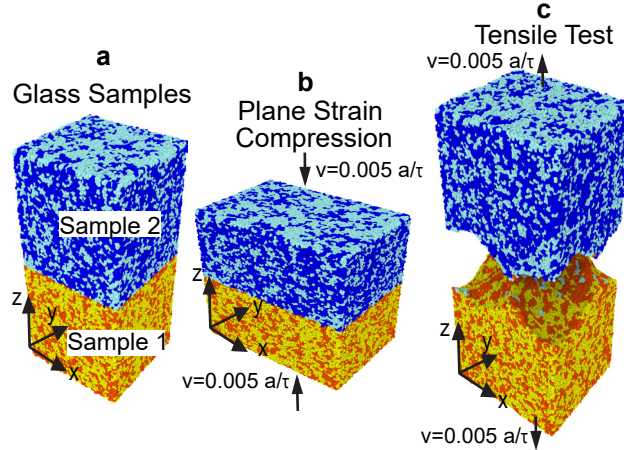 a
Glass Samples
Sample 2
Sample 1
z
y
x
b
Plane Strain
Compression
v=0.005 a/τ
z
y
x
v=0.005 a/τ
c
Tensile Test
v=0.005 a/τ
z
y
x
v=0.005 a/τ